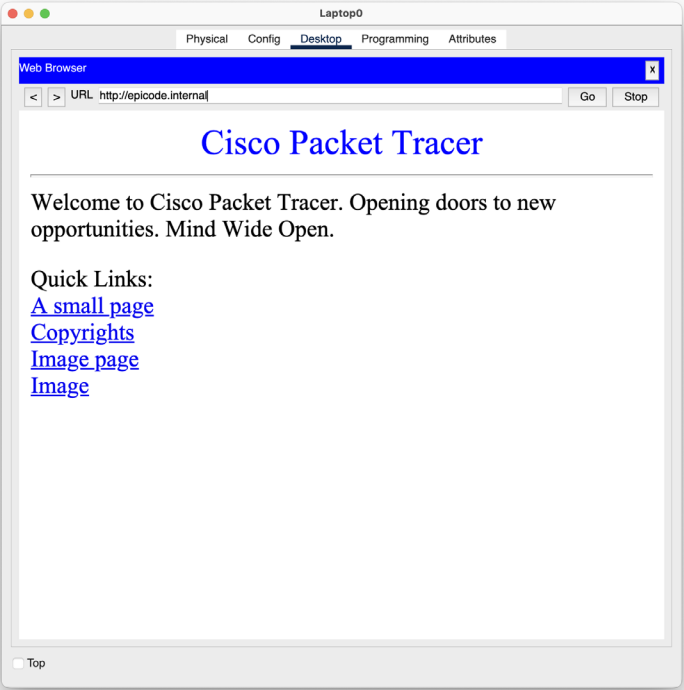 Laptop0
Physical Config Desktop Programming Attributes
Web Browser X
< > URL http://epicode.internal Go Stop
Cisco Packet Tracer
Welcome to Cisco Packet Tracer. Opening doors to new
opportunities. Mind Wide Open.
Quick Links:
A small page
Copyrights
Image page
Image
Top